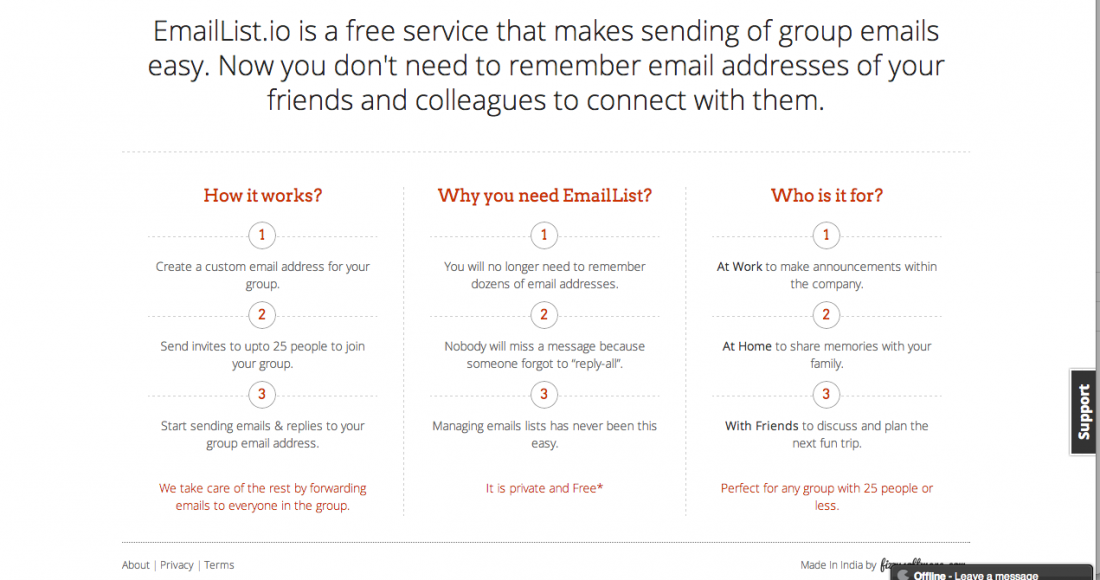 EmailList.io is a free service that makes sending of group emails
easy. Now you don't need to remember email addresses of your
friends and colleagues to connect with them.
How it works?
1
Create a custom email address for your
group.
2
Send invites to upto 25 people to join
your group.
3
Start sending emails & replies to your
group email address.
We take care of the rest by forwarding
emails to everyone in the group.
Why you need EmailList?
1
You will no longer need to remember
dozens of email addresses.
2
Nobody will miss a message because
someone forgot to “reply-all”.
3
Managing emails lists has never been this
easy.
It is private and Free*
Who is it for?
1
At Work to make announcements within
the company.
2
At Home to share memories with your
family.
3
With Friends to discuss and plan the
next fun trip.
Perfect for any group with 25 people or
less.
Support
About | Privacy | Terms
Made In India by
Offline - Leave a message